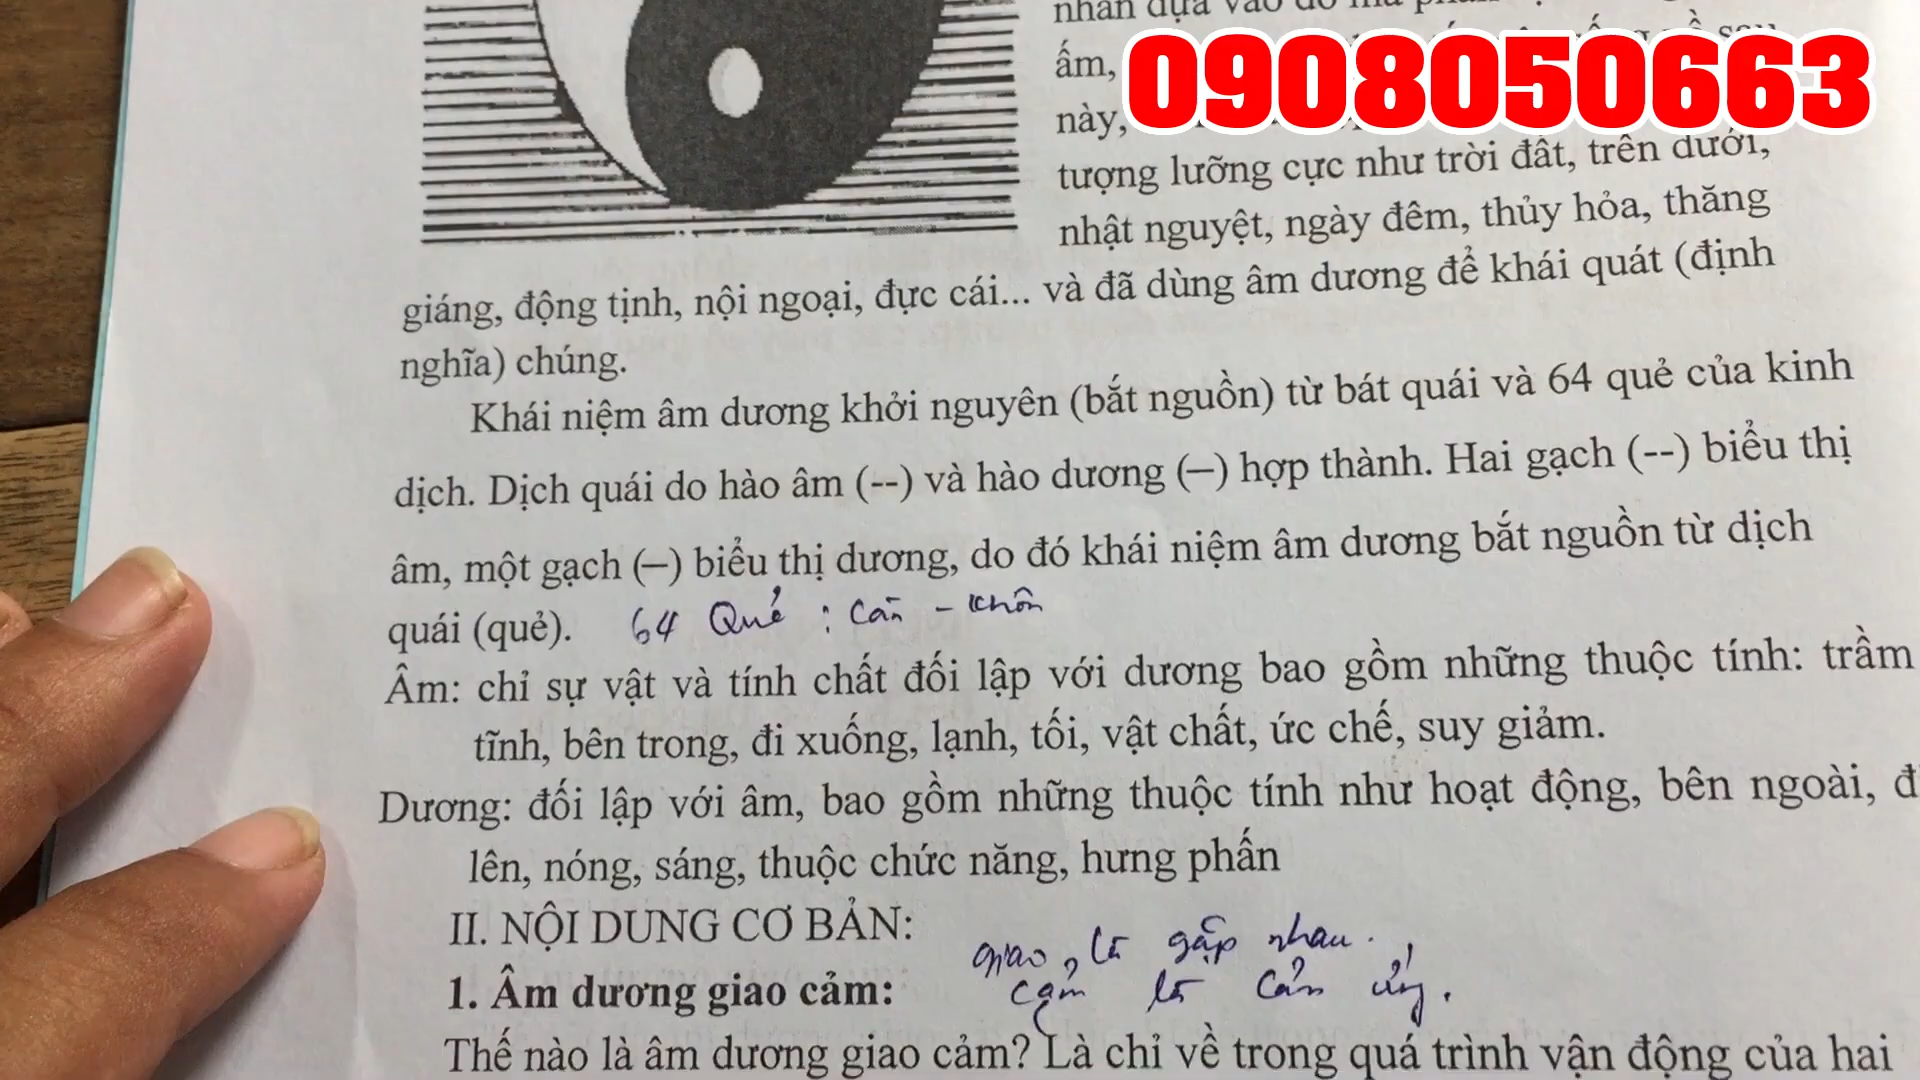 0908050663
ấm,
này,
tượng lưỡng cực như trời đất, trên dưới,
nhật nguyệt, ngày đêm, thủy hỏa, thăng
giáng, động tịnh, nội ngoại, đực cái... và đã dùng âm dương để khái quát (định
nghĩa) chúng.
Khái niệm âm dương khởi nguyên (bắt nguồn) từ bát quái và 64 quẻ của kinh
dịch. Dịch quái do hào âm (--) và hào dương (–) hợp thành. Hai gạch (--) biểu thị
âm, một gạch (–) biểu thị dương, do đó khái niệm âm dương bắt nguồn từ dịch
quái (quẻ). 64 Quẻ : Càn - Khôn
Âm: chỉ sự vật và tính chất đối lập với dương bao gồm những thuộc tính: trầm
tĩnh, bên trong, đi xuống, lạnh, tối, vật chất, ức chế, suy giảm.
Dương: đối lập với âm, bao gồm những thuộc tính như hoạt động, bên ngoài, đ
lên, nóng, sáng, thuộc chức năng, hưng phấn
II. NỘI DUNG CƠ BẢN:
giao, là gặp nhau.
1. Âm dương giao cảm: cảm là cảm ứng.
Thế nào là âm dương giao cảm? Là chỉ về trong quá trình vận động của hai